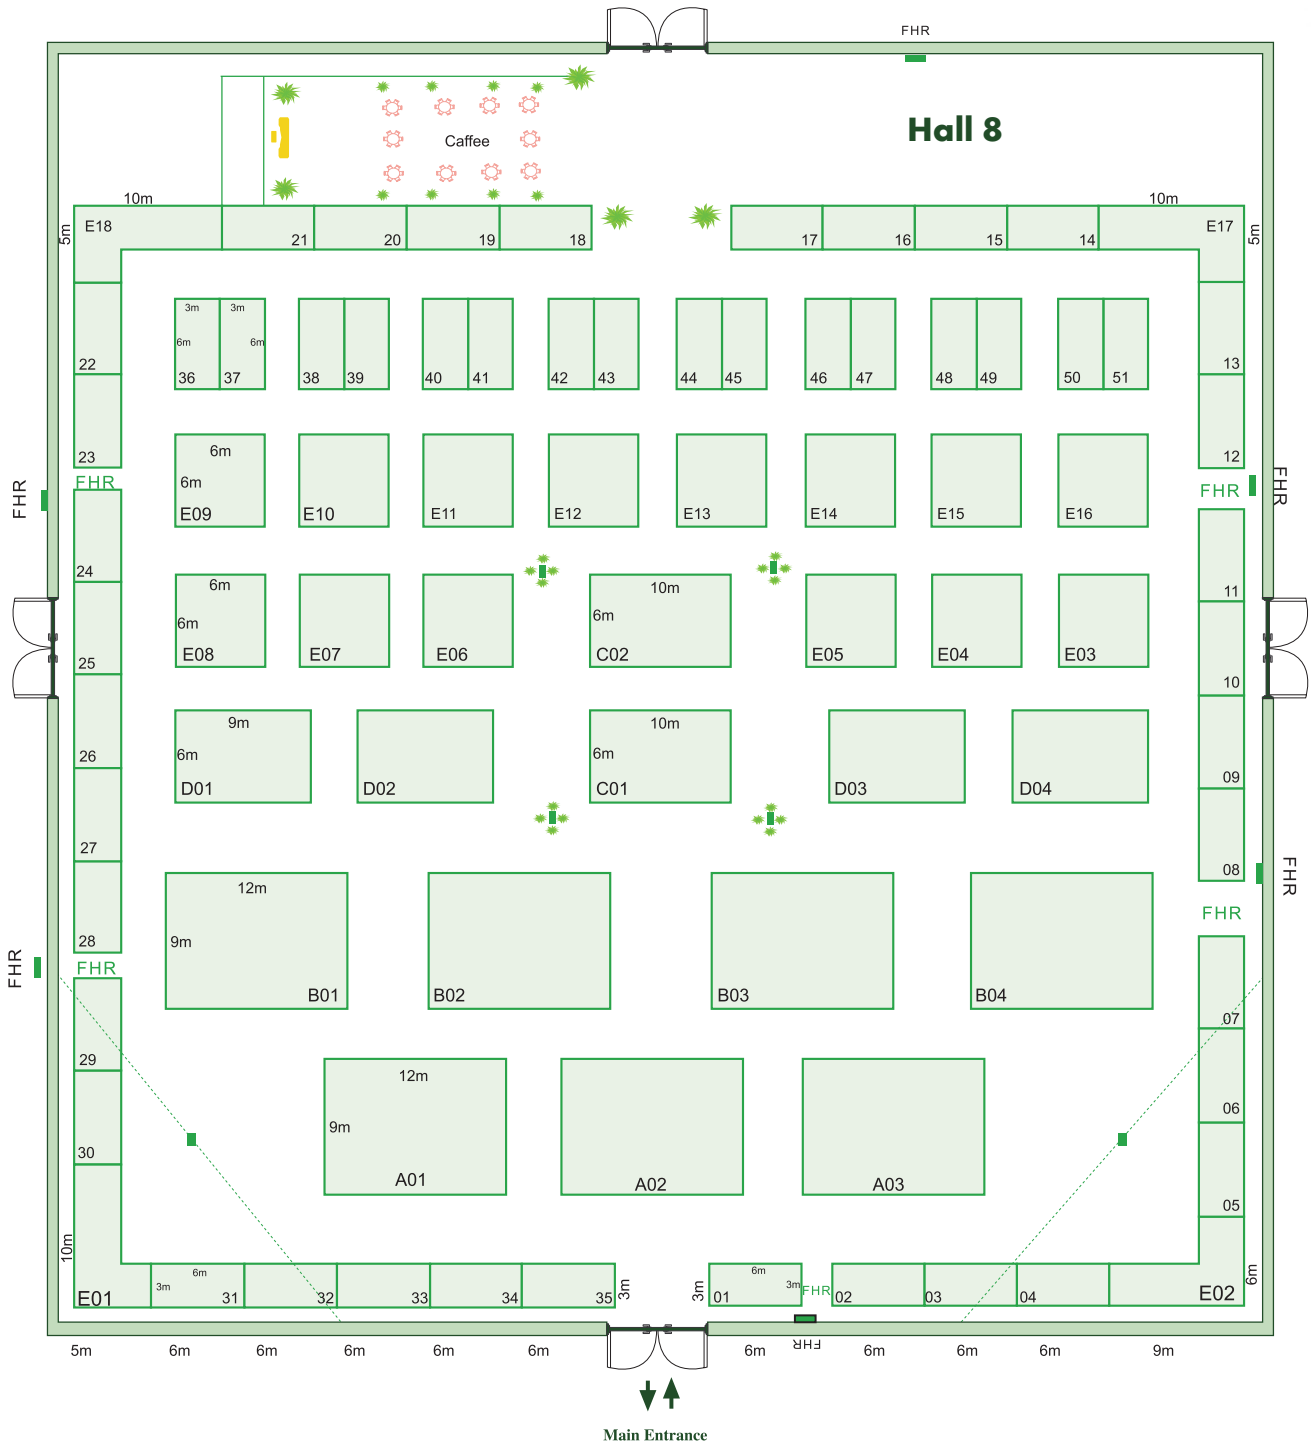 FHR
Hall 8
Caffee
10m
10m
5m
E18
21
20
19
18
17
16
15
14
E17
5m
3m
3m
6m
6m
36
37
38
39
40
41
42
43
44
45
46
47
48
49
50
51
22
13
23
12
FHR
FHR
FHR
FHR
6m
6m
E09
E10
E11
E12
E13
E14
E15
E16
24
11
6m
6m
E08
E07
E06
10m
6m
C02
E05
E04
E03
25
10
9m
6m
D01
D02
10m
6m
C01
D03
D04
26
09
27
08
FHR
12m
9m
B01
B02
B03
B04
28
FHR
FHR
FHR
07
29
12m
9m
A01
A02
A03
06
30
05
10m
E01
6m
3m
31
32
33
34
35
3m
3m
6m
3m
01
FHR
02
03
04
E02
6m
5m
6m
6m
6m
6m
6m
6m
FHR
6m
6m
6m
9m
Main Entrance